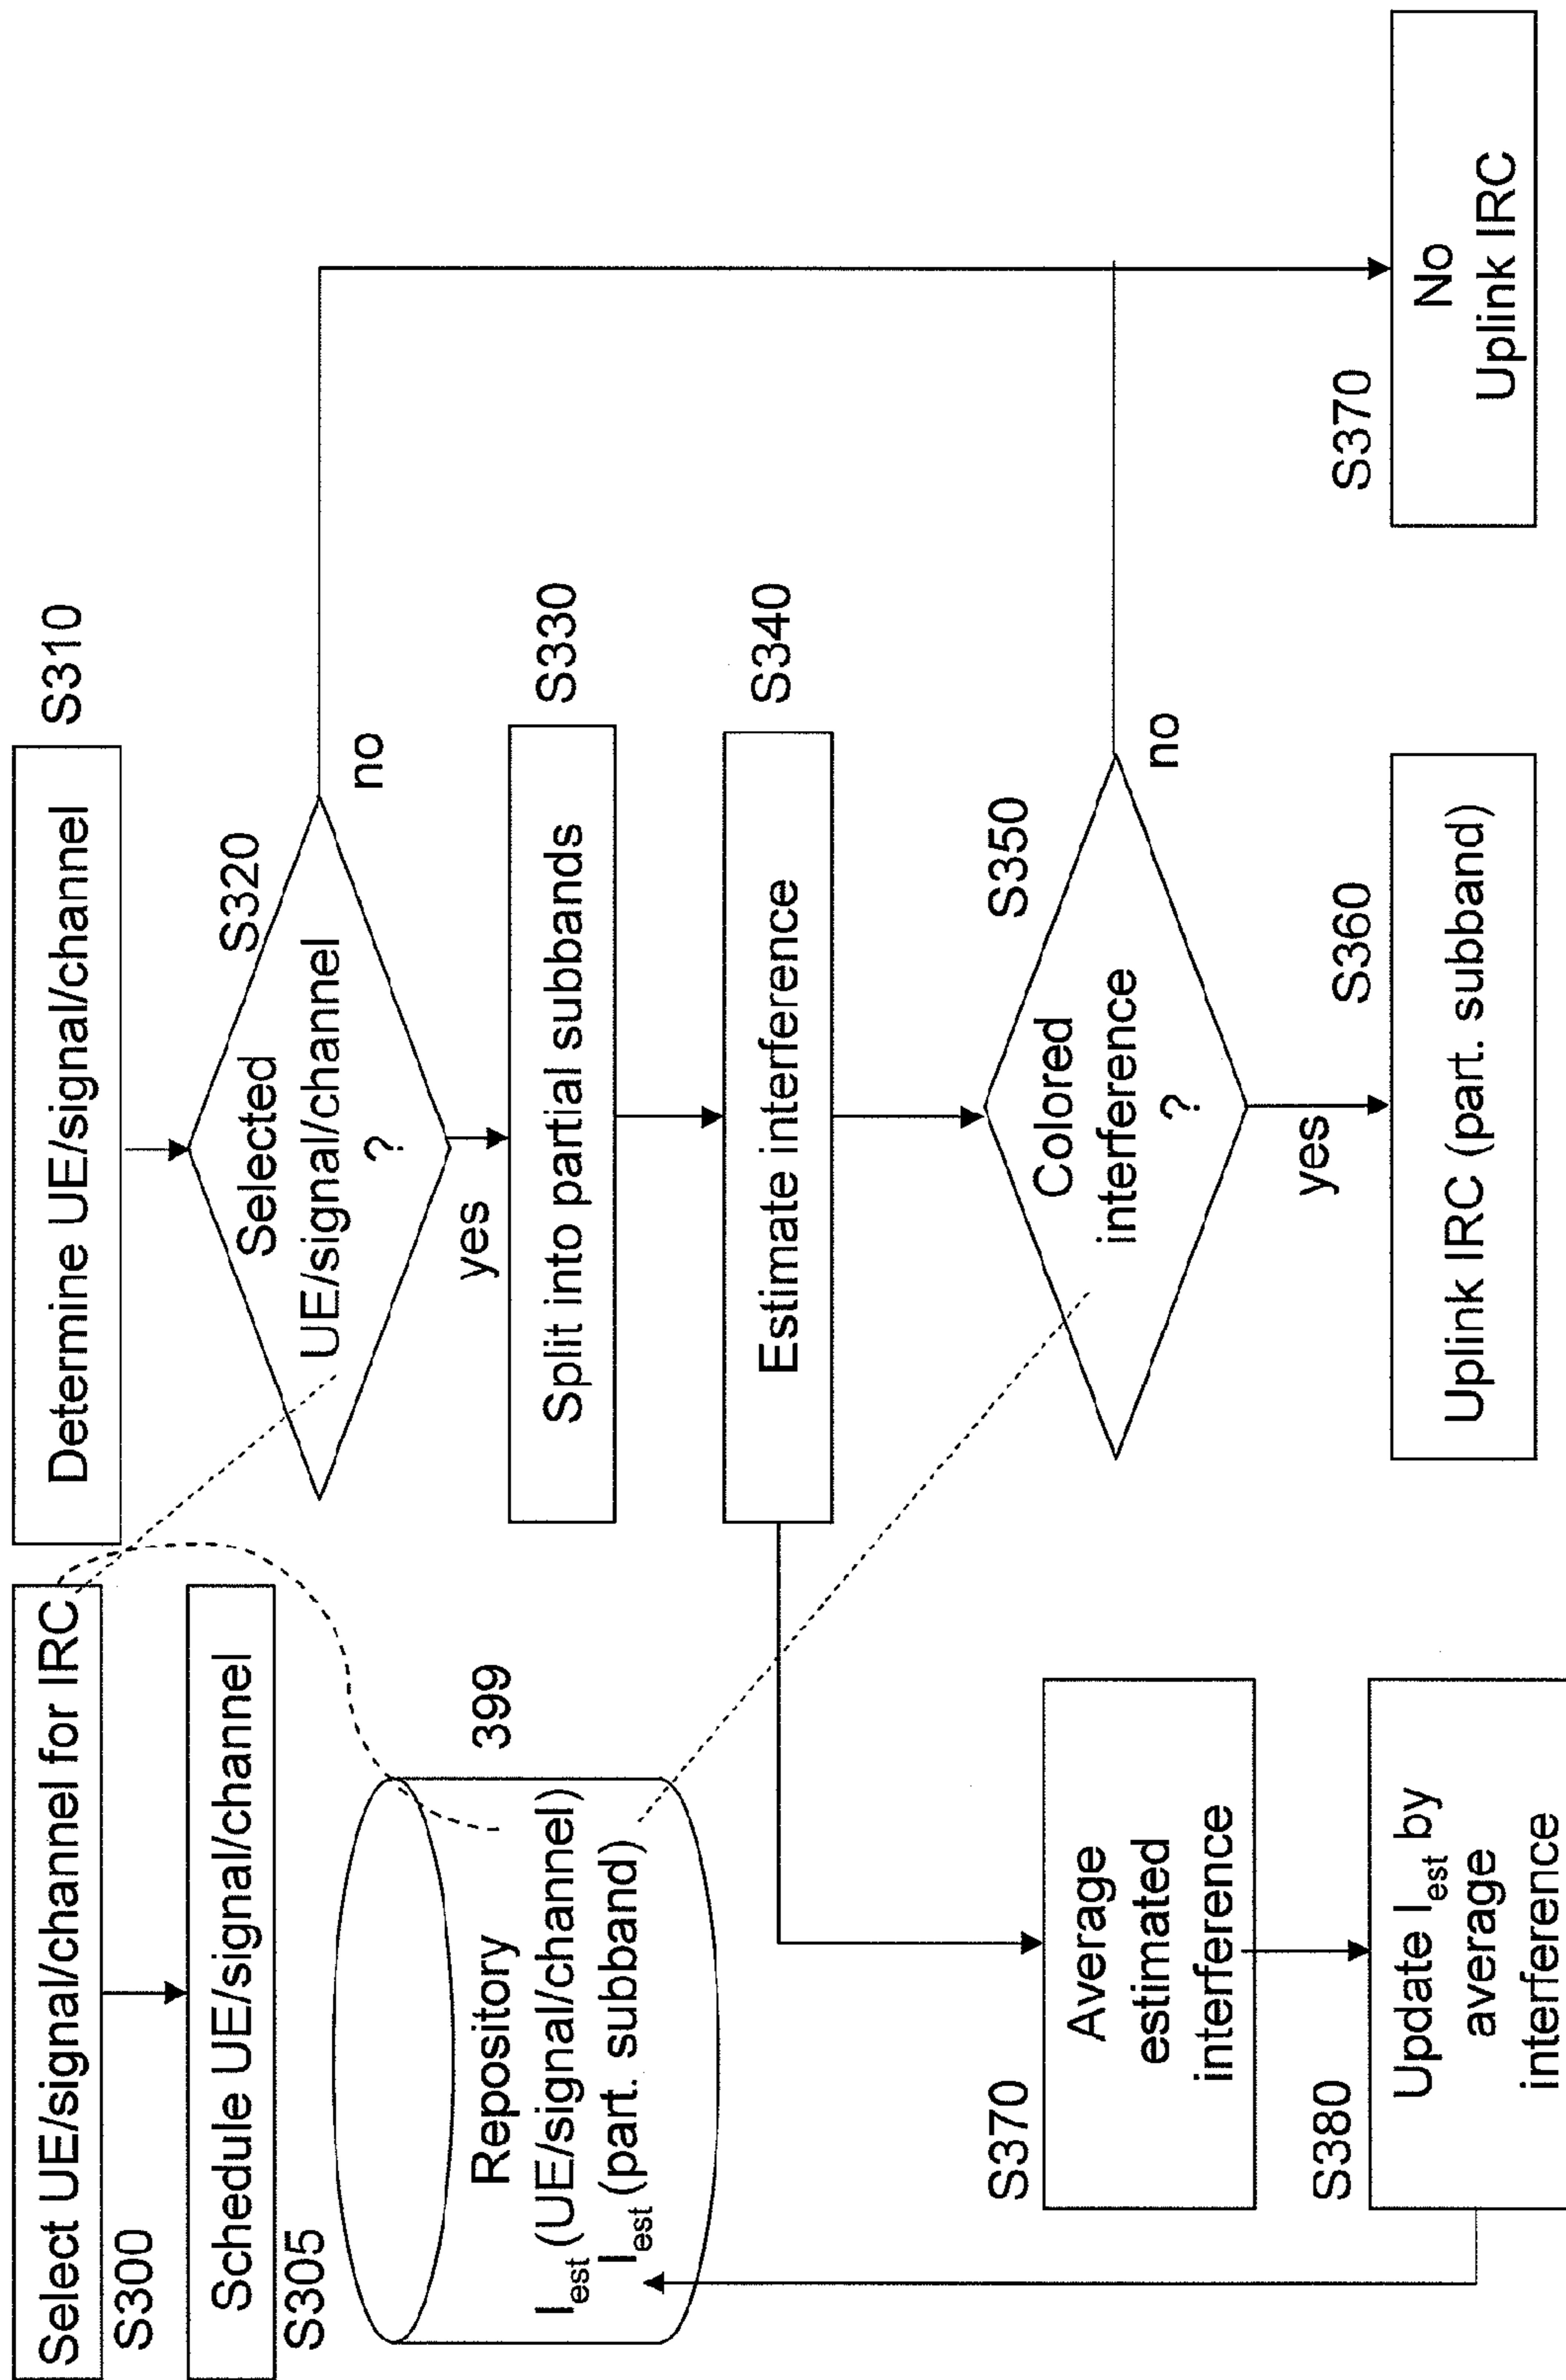 Select UE/signal/channel for IRC
S300
Schedule UE/signal/channel
S305
Repository
399
I_est (UE/signal/channel)
I_est (part. subband)
S370
Average
estimated
interference
S380
Update I_est by
average
interference
Determine UE/signal/channel
S310
S320
Selected
UE/signal/channel
?
no
yes
Split into partial subbands
S330
Estimate interference
S340
S350
Colored
interference
?
no
yes
S360
Uplink IRC (part. subband)
S370
No
Uplink IRC